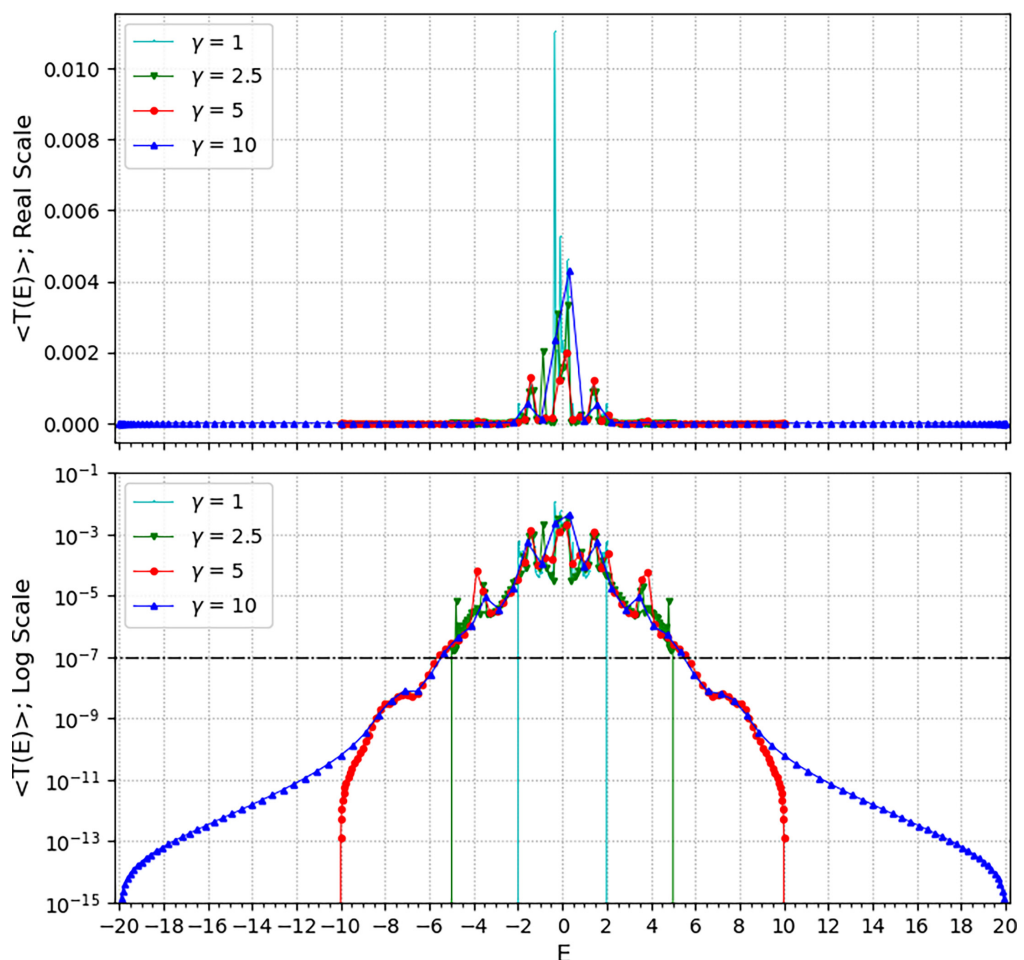 <T(E)>; Real Scale
0.010
0.008
0.006
0.004
0.002
0.000
γ = 1
γ = 2.5
γ = 5
γ = 10
<T(E)>; Log Scale
10⁻¹
10⁻³
10⁻⁵
10⁻⁷
10⁻⁹
10⁻¹¹
10⁻¹³
10⁻¹⁵
γ = 1
γ = 2.5
γ = 5
γ = 10
−20 −18 −16 −14 −12 −10 −8 −6 −4 −2 0 2 4 6 8 10 12 14 16 18 20
E